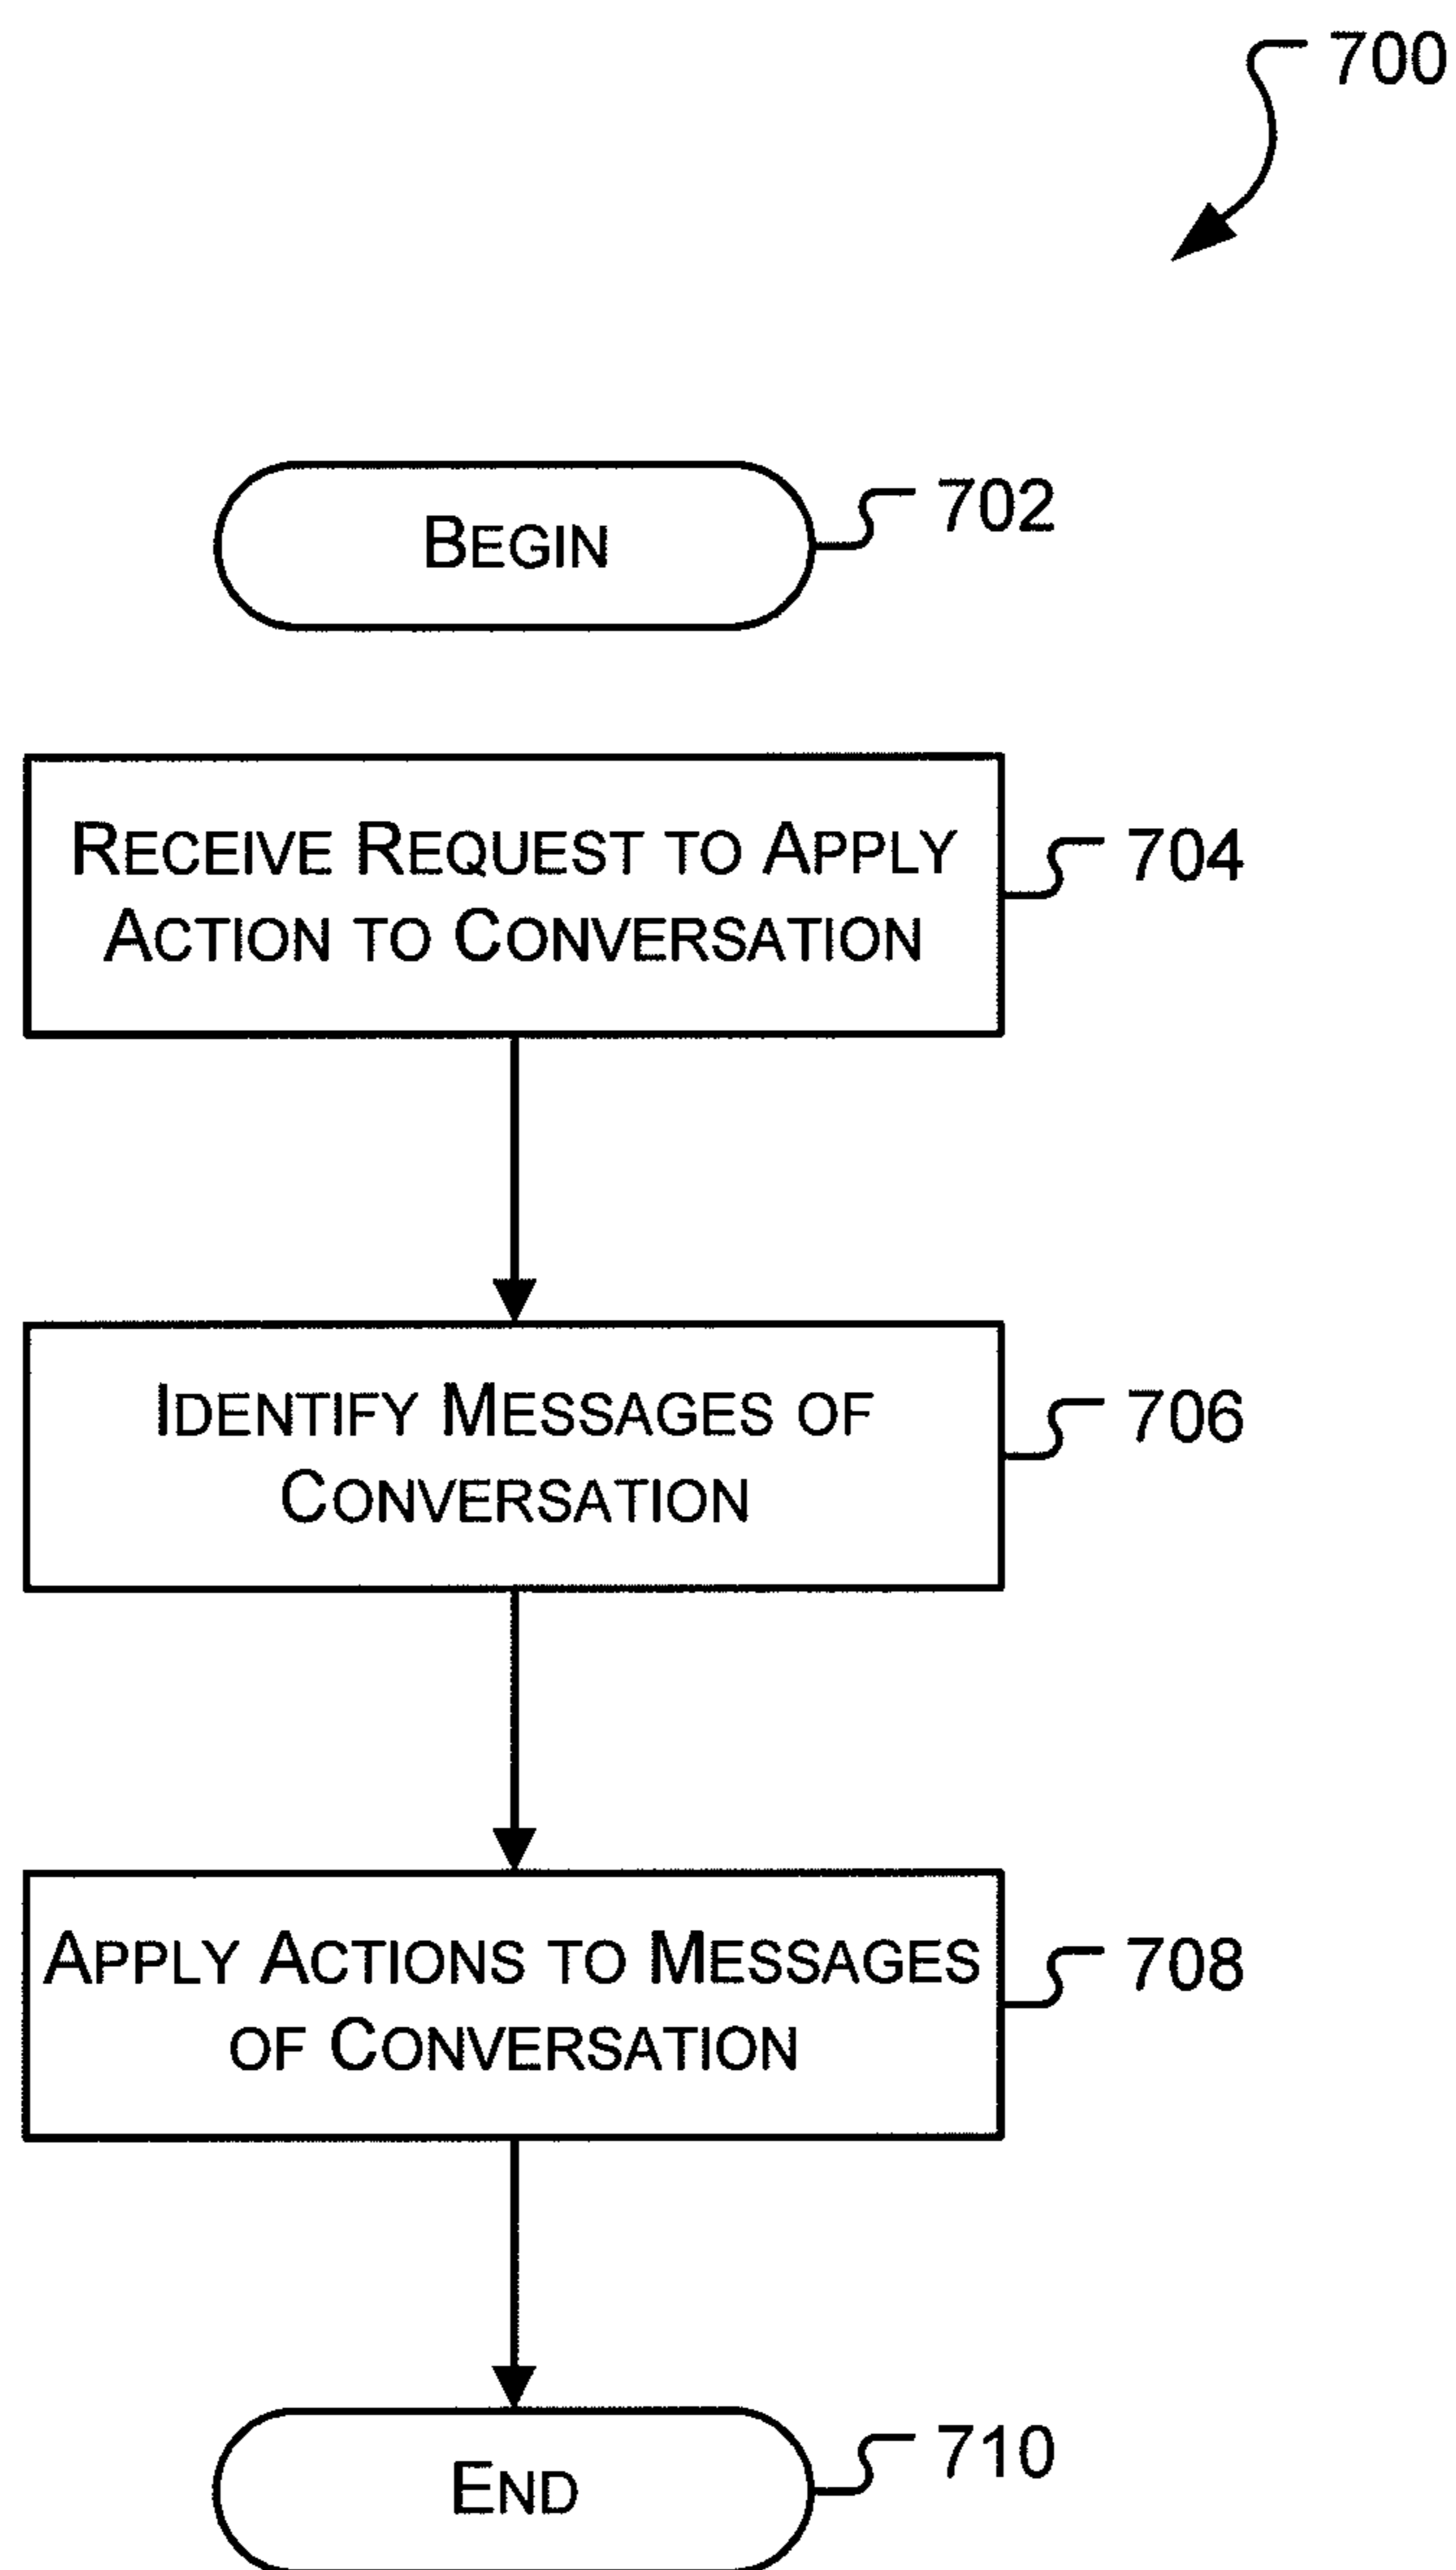 700
BEGIN
702
RECEIVE REQUEST TO APPLY
ACTION TO CONVERSATION
704
IDENTIFY MESSAGES OF
CONVERSATION
706
APPLY ACTIONS TO MESSAGES
OF CONVERSATION
708
END
710